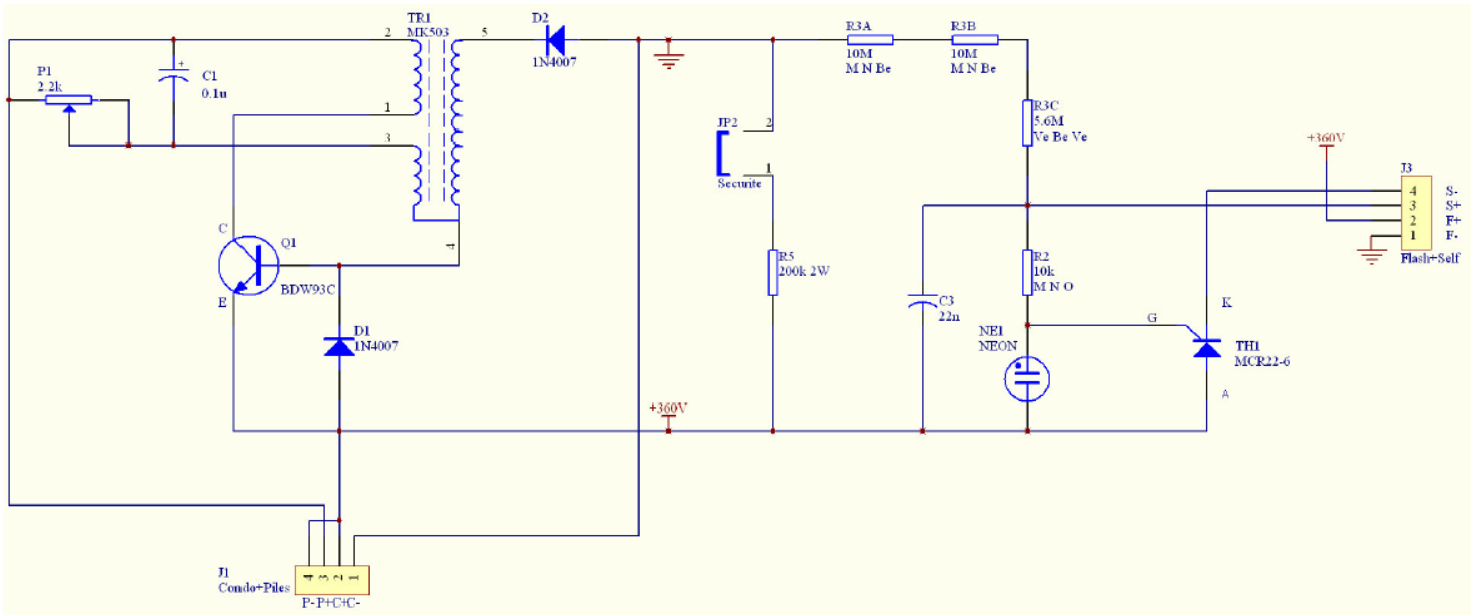 TR1
MK503
2
5
D2
1N4007
P1
2.2k
+
C1
0.1u
1
3
4
C
Q1
BDW93C
E
D1
1N4007
R3A
10M
M N Be
R3B
10M
M N Be
R3C
5.6M
Ve Be Ve
JP2
2
1
Securite
R5
200k 2W
C3
22n
R2
10k
M N O
NE1
NEON
G
K
TH1
MCR22-6
A
+360V
+360V
J3
4 S-
3 S+
2 F+
1 F-
Flash+Self
J1
Condo+Piles
4 3 2 1
P- P+ C+ C-